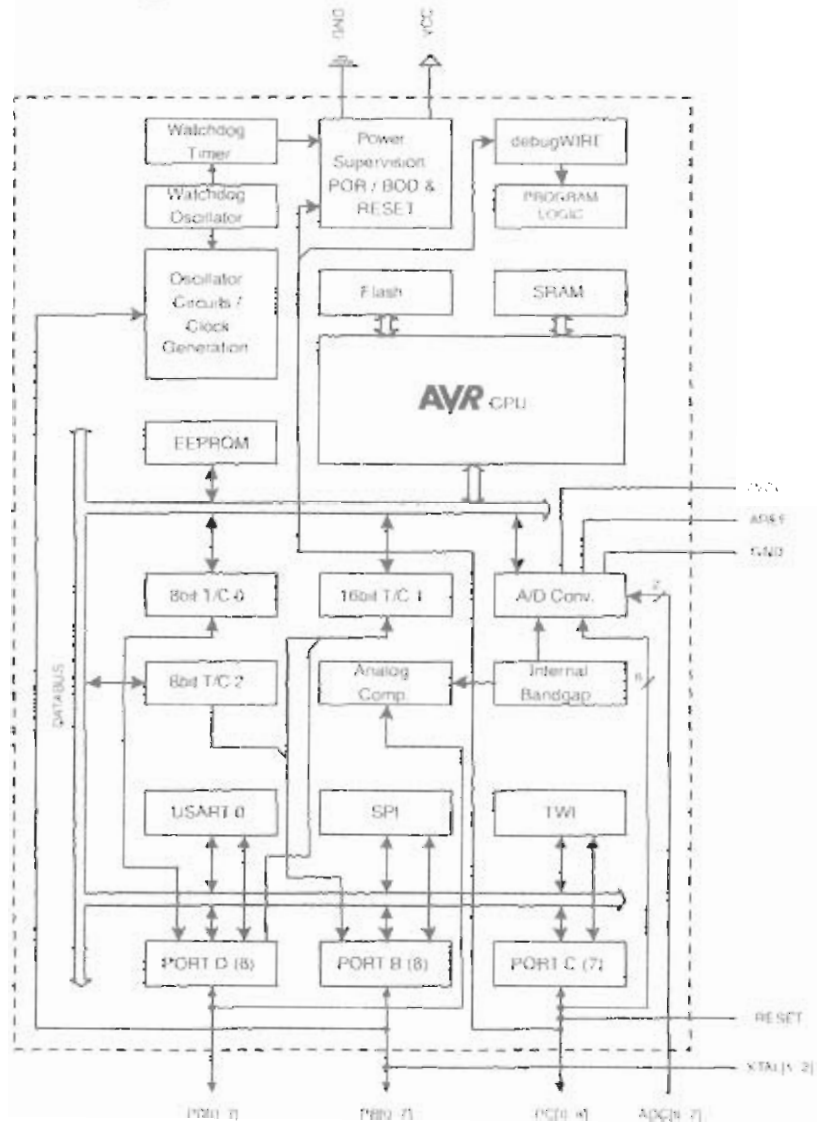 GND
VCC
Watchdog
Timer
Power
Supervision
POR / BOD &
RESET
debugWIRE
Watchdog
Oscillator
PROGRAM
LOGIC
Oscillator
Circuits /
Clock
Generation
Flash
SRAM
AVR CPU
EEPROM
AREF
GND
8bit T/C 0
16bit T/C 1
A/D Conv.
2
8bit T/C 2
Analog
Comp.
Internal
Bandgap
6
DATABUS
USART 0
SPI
TWI
PORT D (8)
PORT B (8)
PORT C (7)
RESET